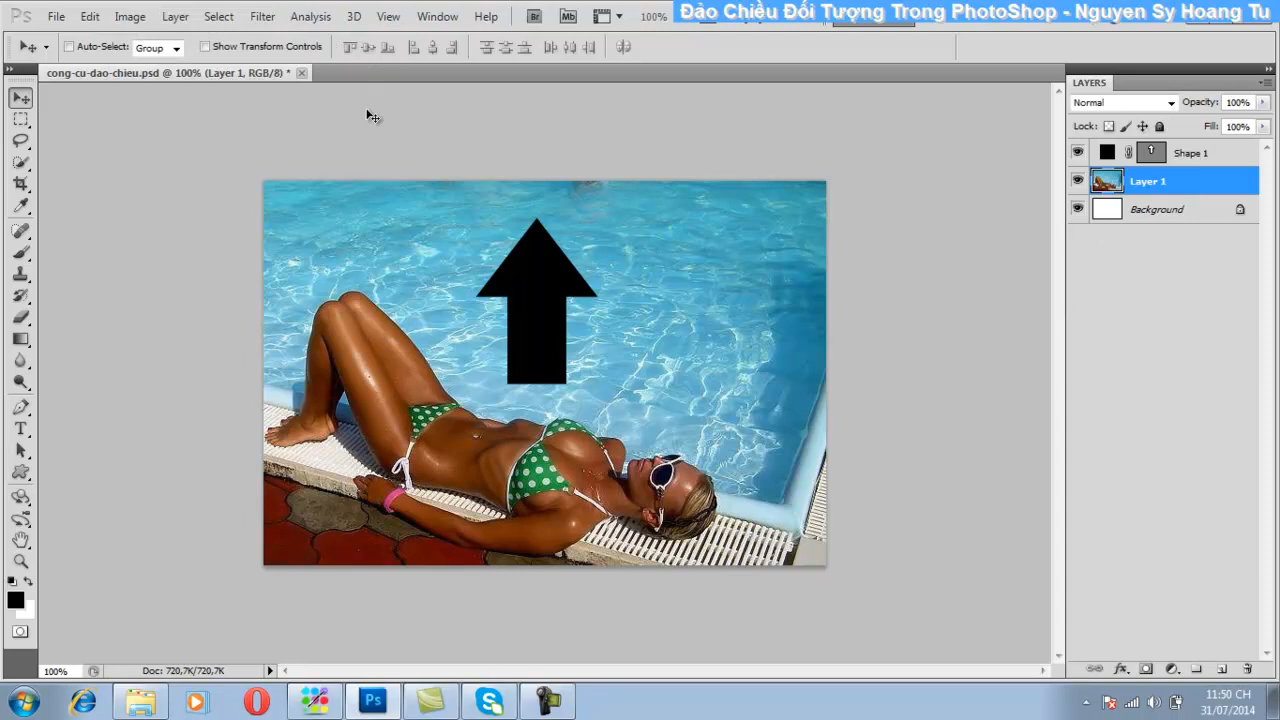 File Edit Image Layer Select Filter Analysis 3D View Window Help Br Mb 100%
Đảo Chiều Đối Tượng Trong PhotoShop - Nguyen Sy Hoang Tu
Auto-Select: Group Show Transform Controls
cong-cu-dao-chieu.psd @ 100% (Layer 1, RGB/8) *
LAYERS
Normal Opacity: 100%
Lock: Fill: 100%
Shape 1
Layer 1
Background
100% Doc: 720,7K/720,7K
Ps
11:50 CH
31/07/2014